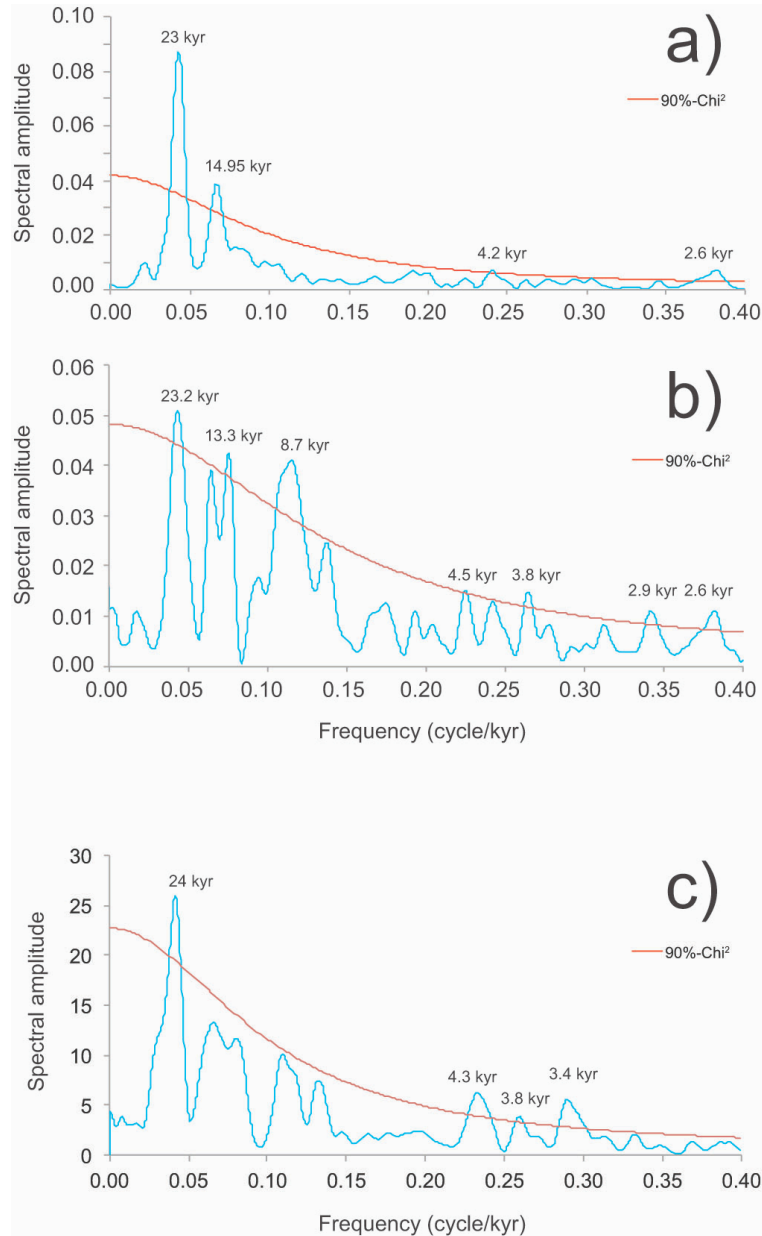 a)
23 kyr
14.95 kyr
4.2 kyr
2.6 kyr
90%-Chi²
Spectral amplitude
0.10
0.08
0.06
0.04
0.02
0.00
0.00 0.05 0.10 0.15 0.20 0.25 0.30 0.35 0.40
b)
23.2 kyr
13.3 kyr
8.7 kyr
4.5 kyr
3.8 kyr
2.9 kyr
2.6 kyr
90%-Chi²
Spectral amplitude
0.06
0.05
0.04
0.03
0.02
0.01
0.00
0.00 0.05 0.10 0.15 0.20 0.25 0.30 0.35 0.40
Frequency (cycle/kyr)
c)
24 kyr
4.3 kyr
3.8 kyr
3.4 kyr
90%-Chi²
Spectral amplitude
30
25
20
15
10
5
0
0.00 0.05 0.10 0.15 0.20 0.25 0.30 0.35 0.40
Frequency (cycle/kyr)